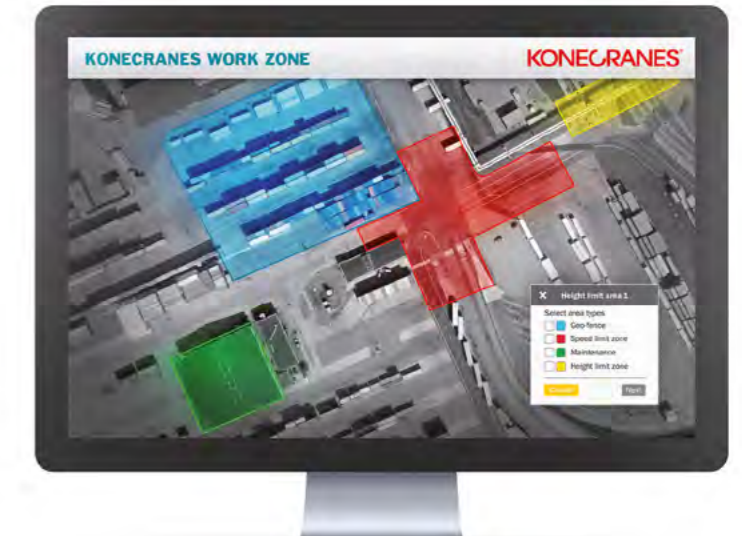 KONECRANES WORK ZONE
KONECRANES
X Height limit area 1
Select area types
Geo-fence
Speed limit zone
Maintenance
Height limit zone
Next